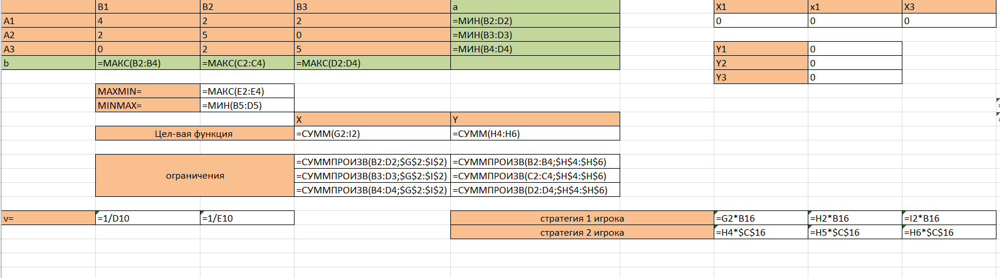 B1 B2 B3 a X1 x1 X3
A1 4 2 2 =МИН(B2:D2) 0 0 0
A2 2 5 0 =МИН(B3:D3)
A3 0 2 5 =МИН(B4:D4) Y1 0
b =МАКС(B2:B4) =МАКС(C2:C4) =МАКС(D2:D4) Y2 0
Y3 0
MAXMIN= =МАКС(E2:E4)
MINMAX= =МИН(B5:D5)
X Y
Цел-вая функция =СУММ(G2:I2) =СУММ(H4:H6)
=СУММПРОИЗВ(B2:D2;$G$2:$I$2) =СУММПРОИЗВ(B2:B4;$H$4:$H$6)
ограничения =СУММПРОИЗВ(B3:D3;$G$2:$I$2) =СУММПРОИЗВ(C2:C4;$H$4:$H$6)
=СУММПРОИЗВ(B4:D4;$G$2:$I$2) =СУММПРОИЗВ(D2:D4;$H$4:$H$6)
v= =1/D10 =1/E10 стратегия 1 игрока =G2*B16 =H2*B16 =I2*B16
стратегия 2 игрока =H4*$C$16 =H5*$C$16 =H6*$C$16